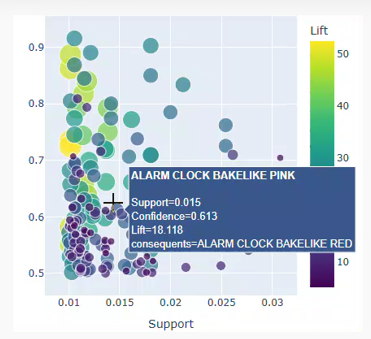 Lift
0.9
50
0.8
40
0.7
30
ALARM CLOCK BAKELIKE PINK
Support=0.015
0.6
Confidence=0.613
Lift=18.118
consequents=ALARM CLOCK BAKELIKE RED
10
0.5
0.01
0.015
0.02
0.025
0.03
Support